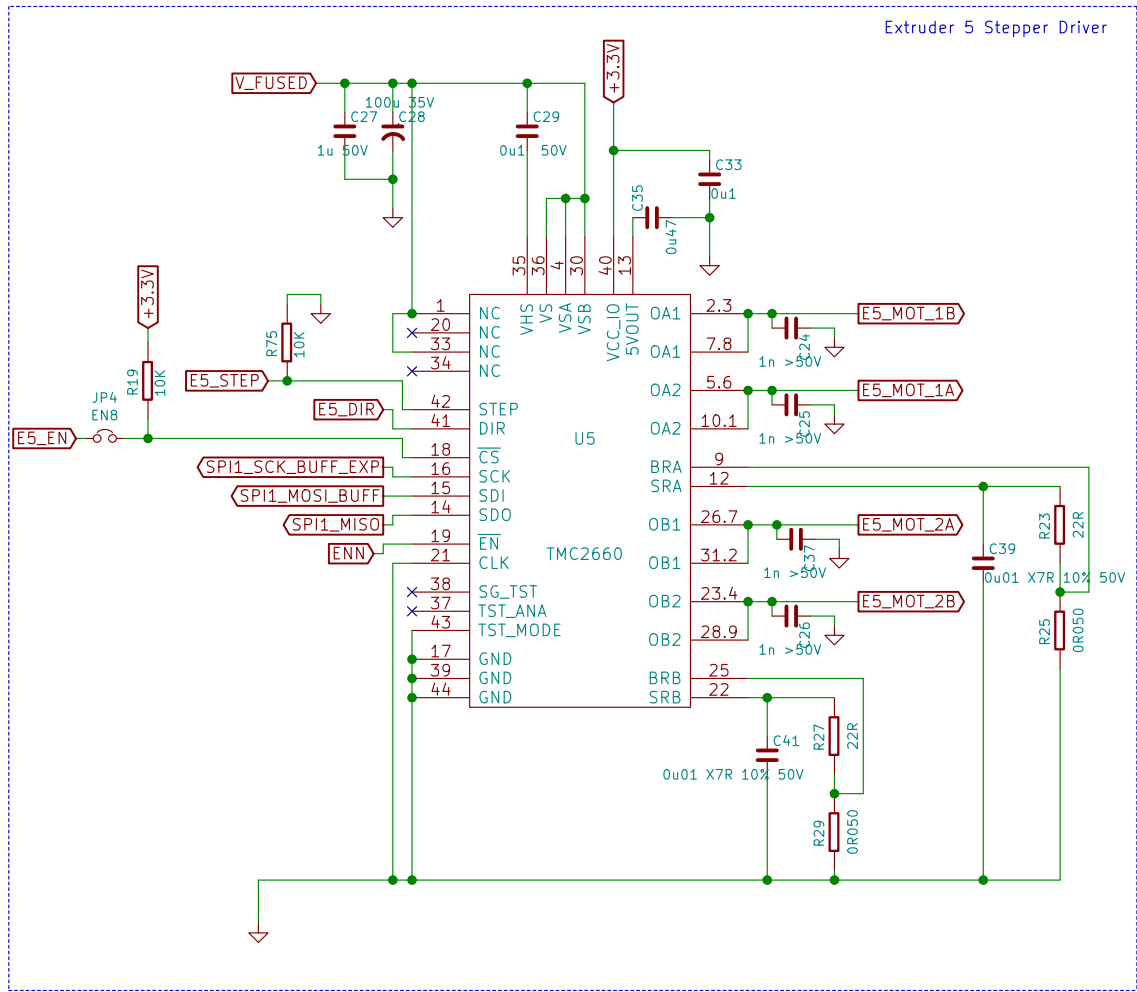 Extruder 5 Stepper Driver
+3.3V
V_FUSED
100u 35V
C27
C28
C29
1u 50V
0u1 50V
C33
0u1
C35
0u47
+3.3V
35
36
4
30
40
13
R75
10K
R19
10K
JP4
EN8
E5_STEP
E5_DIR
E5_EN
SPI1_SCK_BUFF_EXP
SPI1_MOSI_BUFF
SPI1_MISO
ENN
1 NC
20 NC
33 NC
34 NC
42 STEP
41 DIR
18 CS
16 SCK
15 SDI
14 SDO
19 EN
21 CLK
38 SG_TST
37 TST_ANA
43 TST_MODE
17 GND
39 GND
44 GND
VHS
VS
VSA
VSB
VCC_IO
5VOUT
U5
TMC2660
OA1 2.3
OA1 7.8
OA2 5.6
OA2 10.1
BRA 9
SRA 12
OB1 26.7
OB1 31.2
OB2 23.4
OB2 28.9
BRB 25
SRB 22
E5_MOT_1B
C24
1n >50V
E5_MOT_1A
C25
1n >50V
E5_MOT_2A
C37
1n >50V
E5_MOT_2B
C26
1n >50V
R23
22R
C39
0u01 X7R 10% 50V
R25
0R050
R27
22R
C41
0u01 X7R 10% 50V
R29
0R050